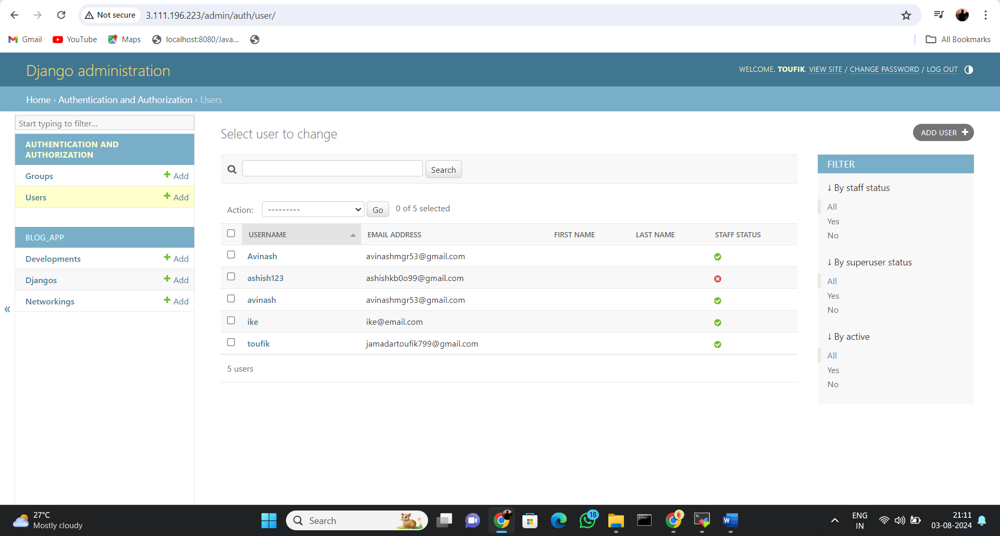 Not secure 3.111.196.223/admin/auth/user/
Gmail YouTube Maps localhost:8080/Java... All Bookmarks
Django administration
WELCOME, TOUFIK. VIEW SITE / CHANGE PASSWORD / LOG OUT
Home › Authentication and Authorization › Users
Start typing to filter...
AUTHENTICATION AND
AUTHORIZATION
Groups + Add
Users + Add
BLOG_APP
Developments + Add
Djangos + Add
Networkings + Add
«
Select user to change
ADD USER +
Search
Action: --------- Go 0 of 5 selected
USERNAME EMAIL ADDRESS FIRST NAME LAST NAME STAFF STATUS
Avinash avinashmgr53@gmail.com
ashish123 ashishkb0o99@gmail.com
avinash avinashmgr53@gmail.com
ike ike@email.com
toufik jamadartoufik799@gmail.com
5 users
FILTER
↓ By staff status
All
Yes
No
↓ By superuser status
All
Yes
No
↓ By active
All
Yes
No
27°C
Mostly cloudy
Search
18
W
ENG
IN
21:11
03-08-2024